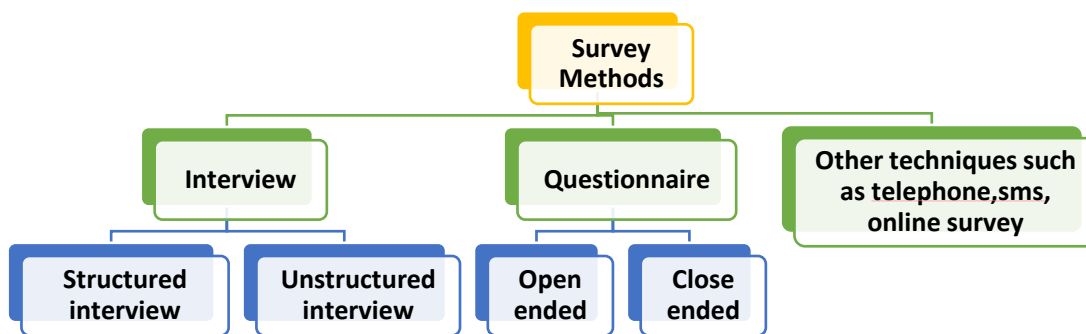 Survey
Methods
Interview
Questionnaire
Other techniques such
as telephone,sms,
online survey
Structured
interview
Unstructured
interview
Open
ended
Close
ended